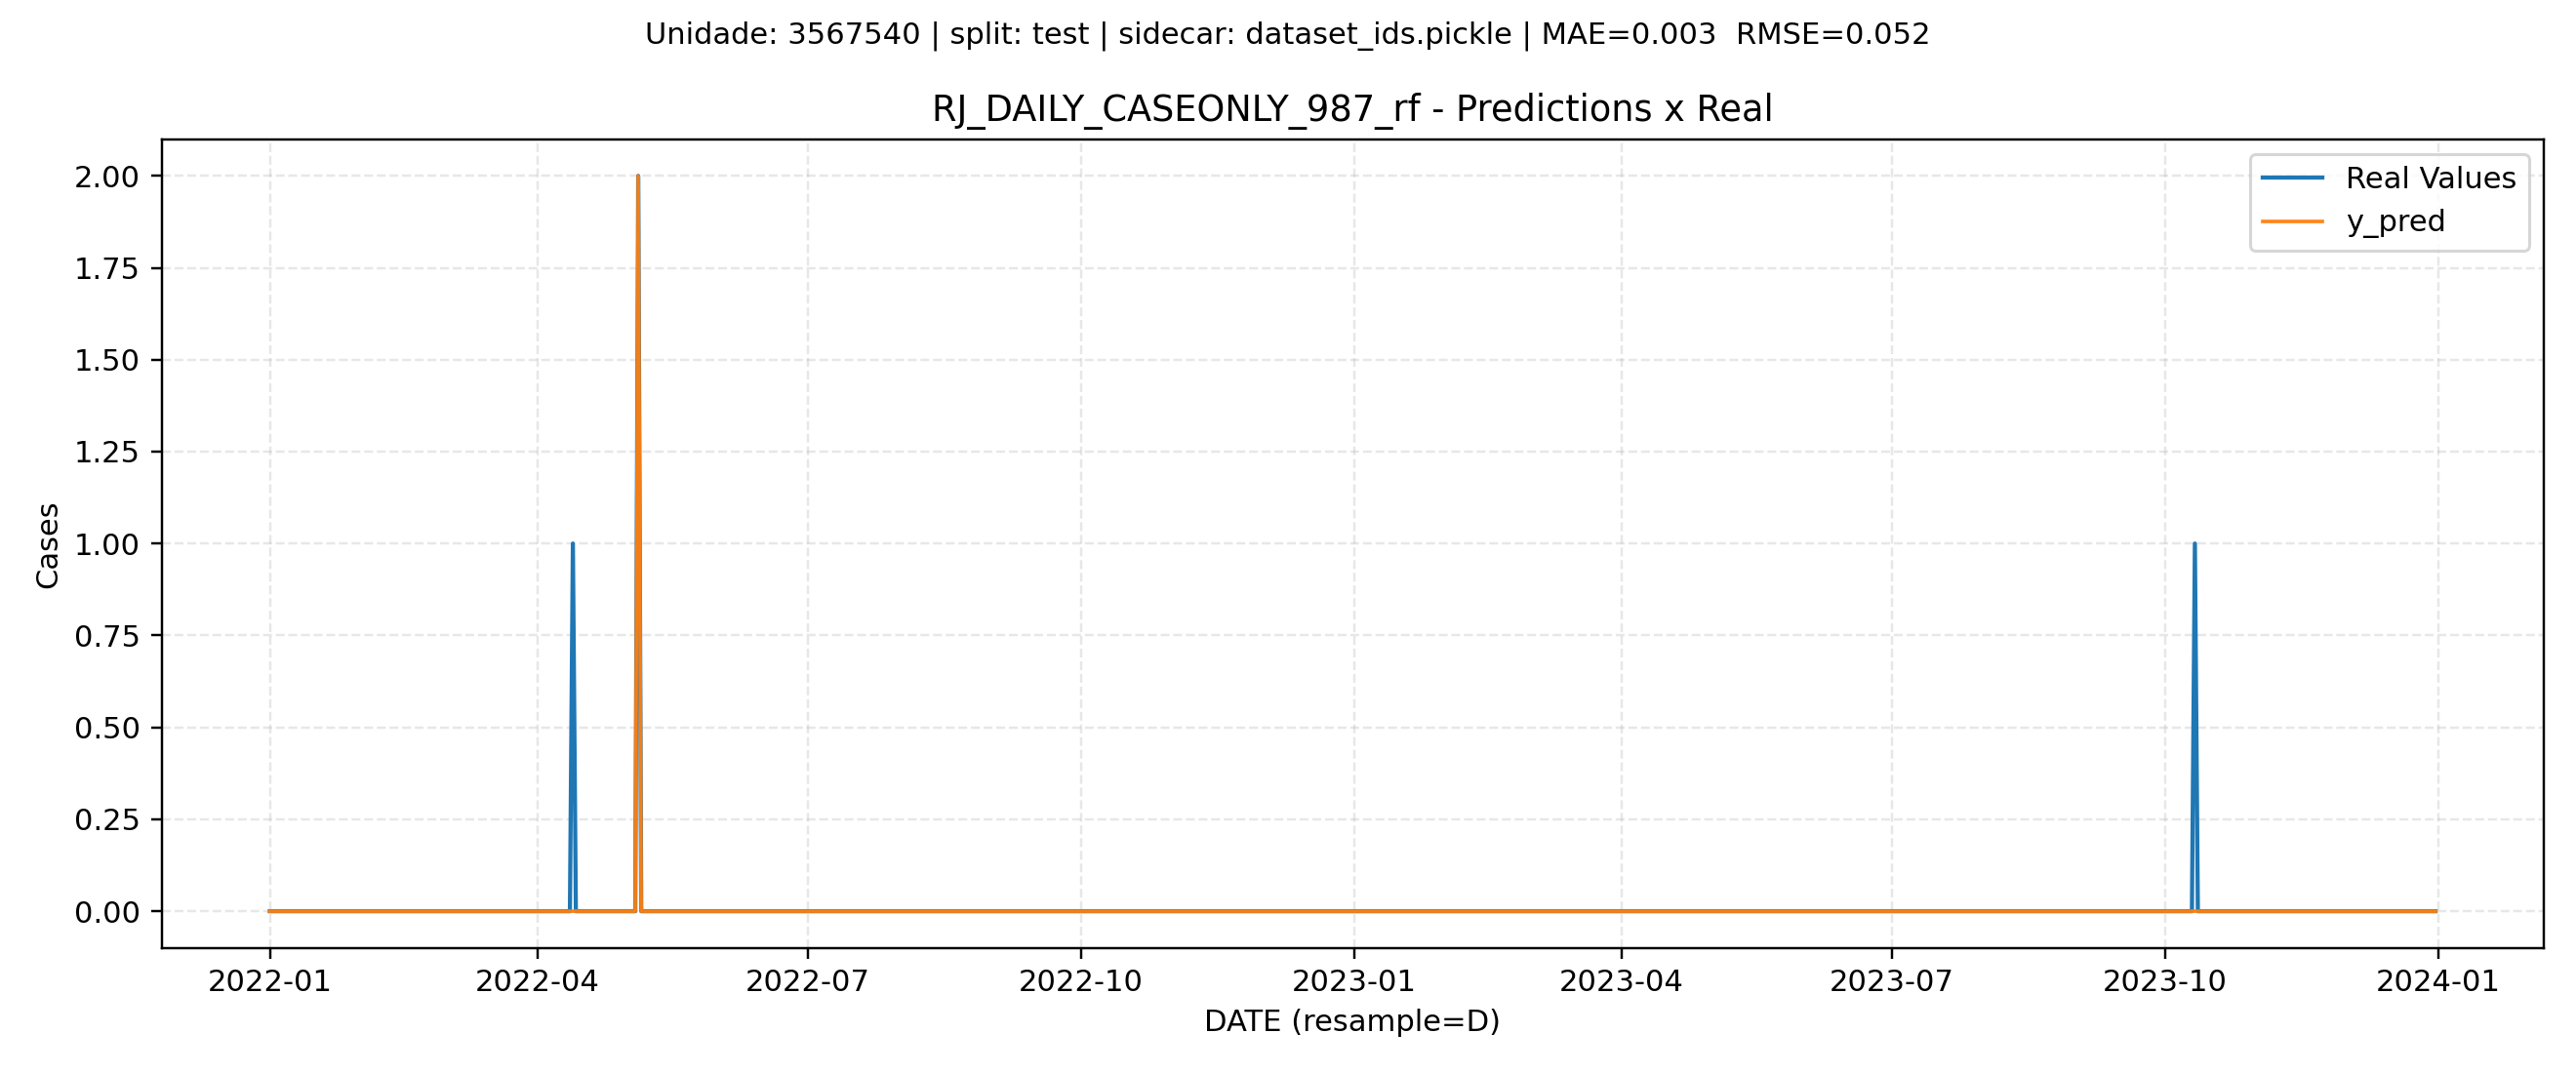 Unidade: 3567540 | split: test | sidecar: dataset_ids.pickle | MAE=0.003  RMSE=0.052
RJ_DAILY_CASEONLY_987_rf - Predictions x Real
Real Values
y_pred
Cases
2.00
1.75
1.50
1.25
1.00
0.75
0.50
0.25
0.00
2022-01 2022-04 2022-07 2022-10 2023-01 2023-04 2023-07 2023-10 2024-01
DATE (resample=D)